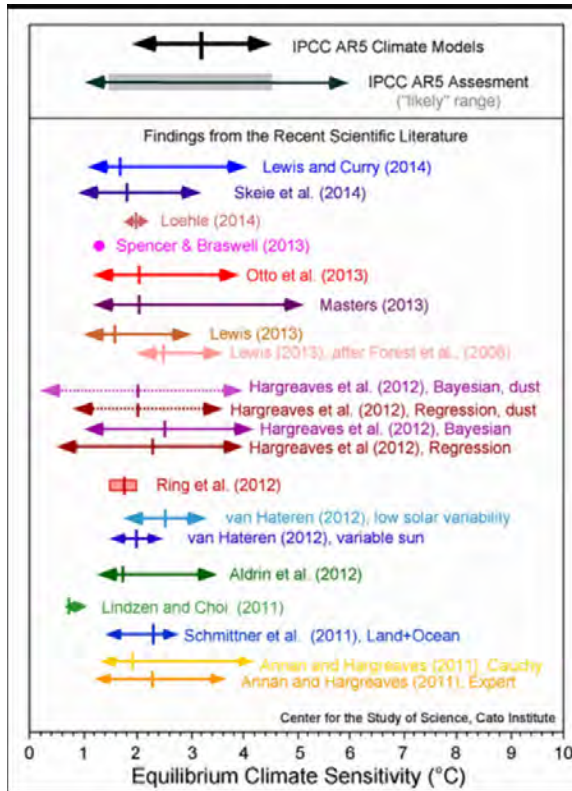 IPCC AR5 Climate Models
IPCC AR5 Assesment
("likely" range)
Findings from the Recent Scientific Literature
Lewis and Curry (2014)
Skeie et al. (2014)
Loehle (2014)
Spencer & Braswell (2013)
Otto et al. (2013)
Masters (2013)
Lewis (2013)
Lewis (2013), after Forest et al., (2006)
Hargreaves et al. (2012), Bayesian, dust
Hargreaves et al. (2012), Regression, dust
Hargreaves et al. (2012), Bayesian
Hargreaves et al (2012), Regression
Ring et al. (2012)
van Hateren (2012), low solar variability
van Hateren (2012), variable sun
Aldrin et al. (2012)
Lindzen and Choi (2011)
Schmittner et al. (2011), Land+Ocean
Annan and Hargreaves (2011), Cauchy
Annan and Hargreaves (2011), Expert
Center for the Study of Science, Cato Institute
0 1 2 3 4 5 6 7 8 9 10
Equilibrium Climate Sensitivity (°C)